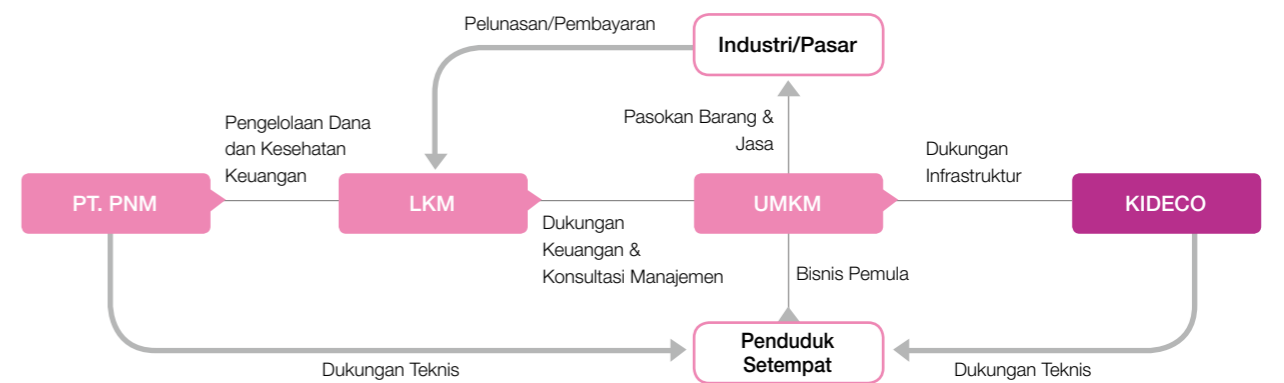 Pelunasan/Pembayaran
Industri/Pasar
Pengelolaan Dana
dan Kesehatan
Keuangan
Pasokan Barang &
Jasa
Dukungan
Infrastruktur
PT. PNM
LKM
UMKM
KIDECO
Dukungan
Keuangan &
Konsultasi Manajemen
Bisnis Pemula
Penduduk
Setempat
Dukungan Teknis
Dukungan Teknis